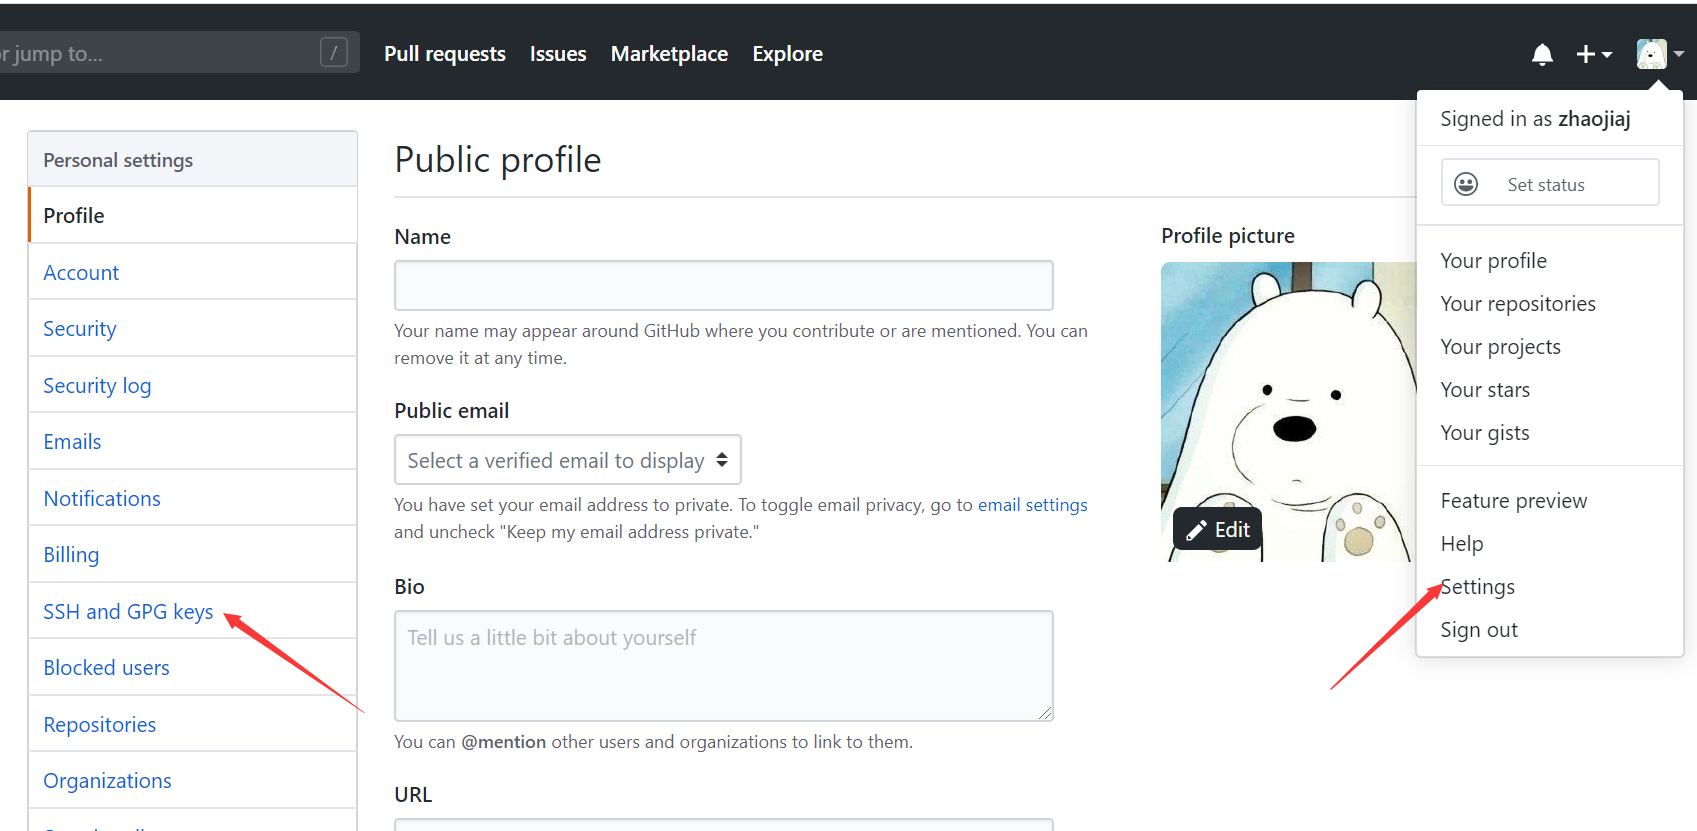 or jump to... /
Pull requests Issues Marketplace Explore
Signed in as zhaojiaj
Set status
Your profile
Your repositories
Your projects
Your stars
Your gists
Feature preview
Help
Settings
Sign out
Personal settings
Profile
Account
Security
Security log
Emails
Notifications
Billing
SSH and GPG keys
Blocked users
Repositories
Organizations
Public profile
Name
Your name may appear around GitHub where you contribute or are mentioned. You can
remove it at any time.
Public email
Select a verified email to display
You have set your email address to private. To toggle email privacy, go to email settings
and uncheck "Keep my email address private."
Bio
Tell us a little bit about yourself
You can @mention other users and organizations to link to them.
URL
Profile picture
Edit